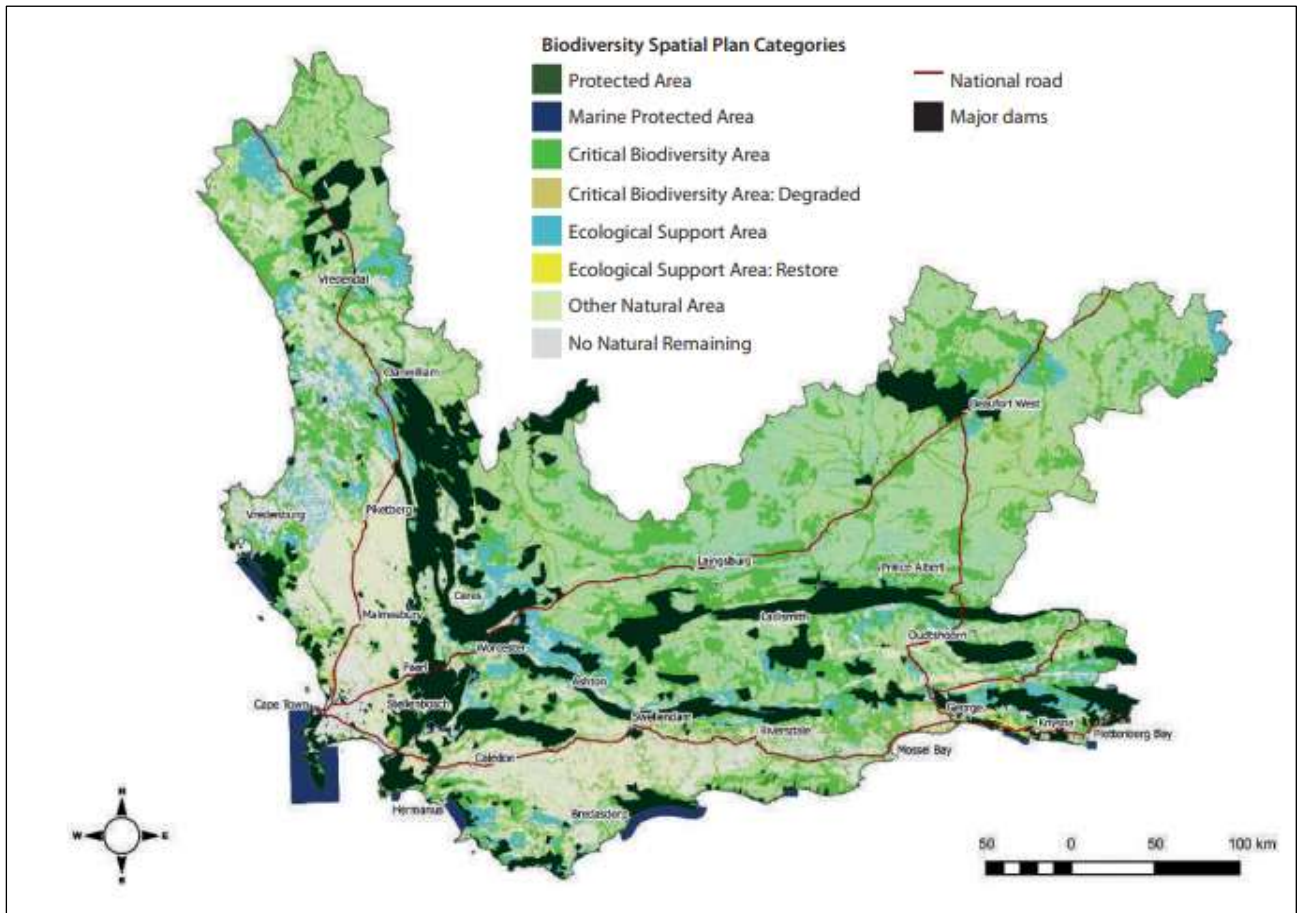 Biodiversity Spatial Plan Categories
Protected Area
Marine Protected Area
Critical Biodiversity Area
Critical Biodiversity Area: Degraded
Ecological Support Area
Ecological Support Area: Restore
Other Natural Area
No Natural Remaining
National road
Major dams
Vredendal
Clanwilliam
Beaufort West
Vredenburg
Piketberg
Laingsburg
Prince Albert
Ceres
Malmesbury
Ladismith
Oudtshoorn
Worcester
Paarl
Ashton
Cape Town
Stellenbosch
Swellendam
George
Knysna
Riversdale
Plettenberg Bay
Mossel Bay
Caledon
Hermanus
Bredasdorp
N
W E
50 0 50 100 km